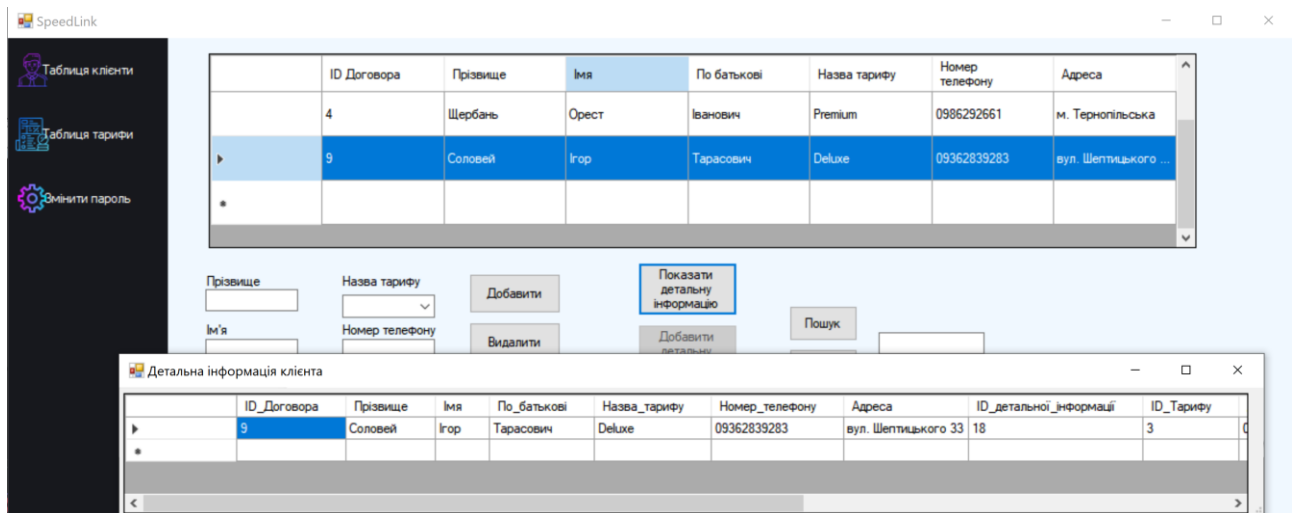 SpeedLink
Таблиця клієнти
Таблиця тарифи
Змінити пароль
ID Договора Прізвище Імя По батькові Назва тарифу Номер телефону Адреса
4 Щербань Орест Іванович Premium 0986292661 м. Тернопільська
9 Соловей Ігор Тарасович Deluxe 09362839283 вул. Шептицького ...
Прізвище Назва тарифу
Добавити
Показати
детальну
інформацію
Ім'я Номер телефону
Видалити
Добавити
детальну
Пошук
Детальна інформація клієнта
ID_Договора Прізвище Імя По_батькові Назва_тарифу Номер_телефону Адреса ID_детальної_інформації ID_Тарифу
9 Соловей Ігор Тарасович Deluxe 09362839283 вул. Шептицького 33 18 3